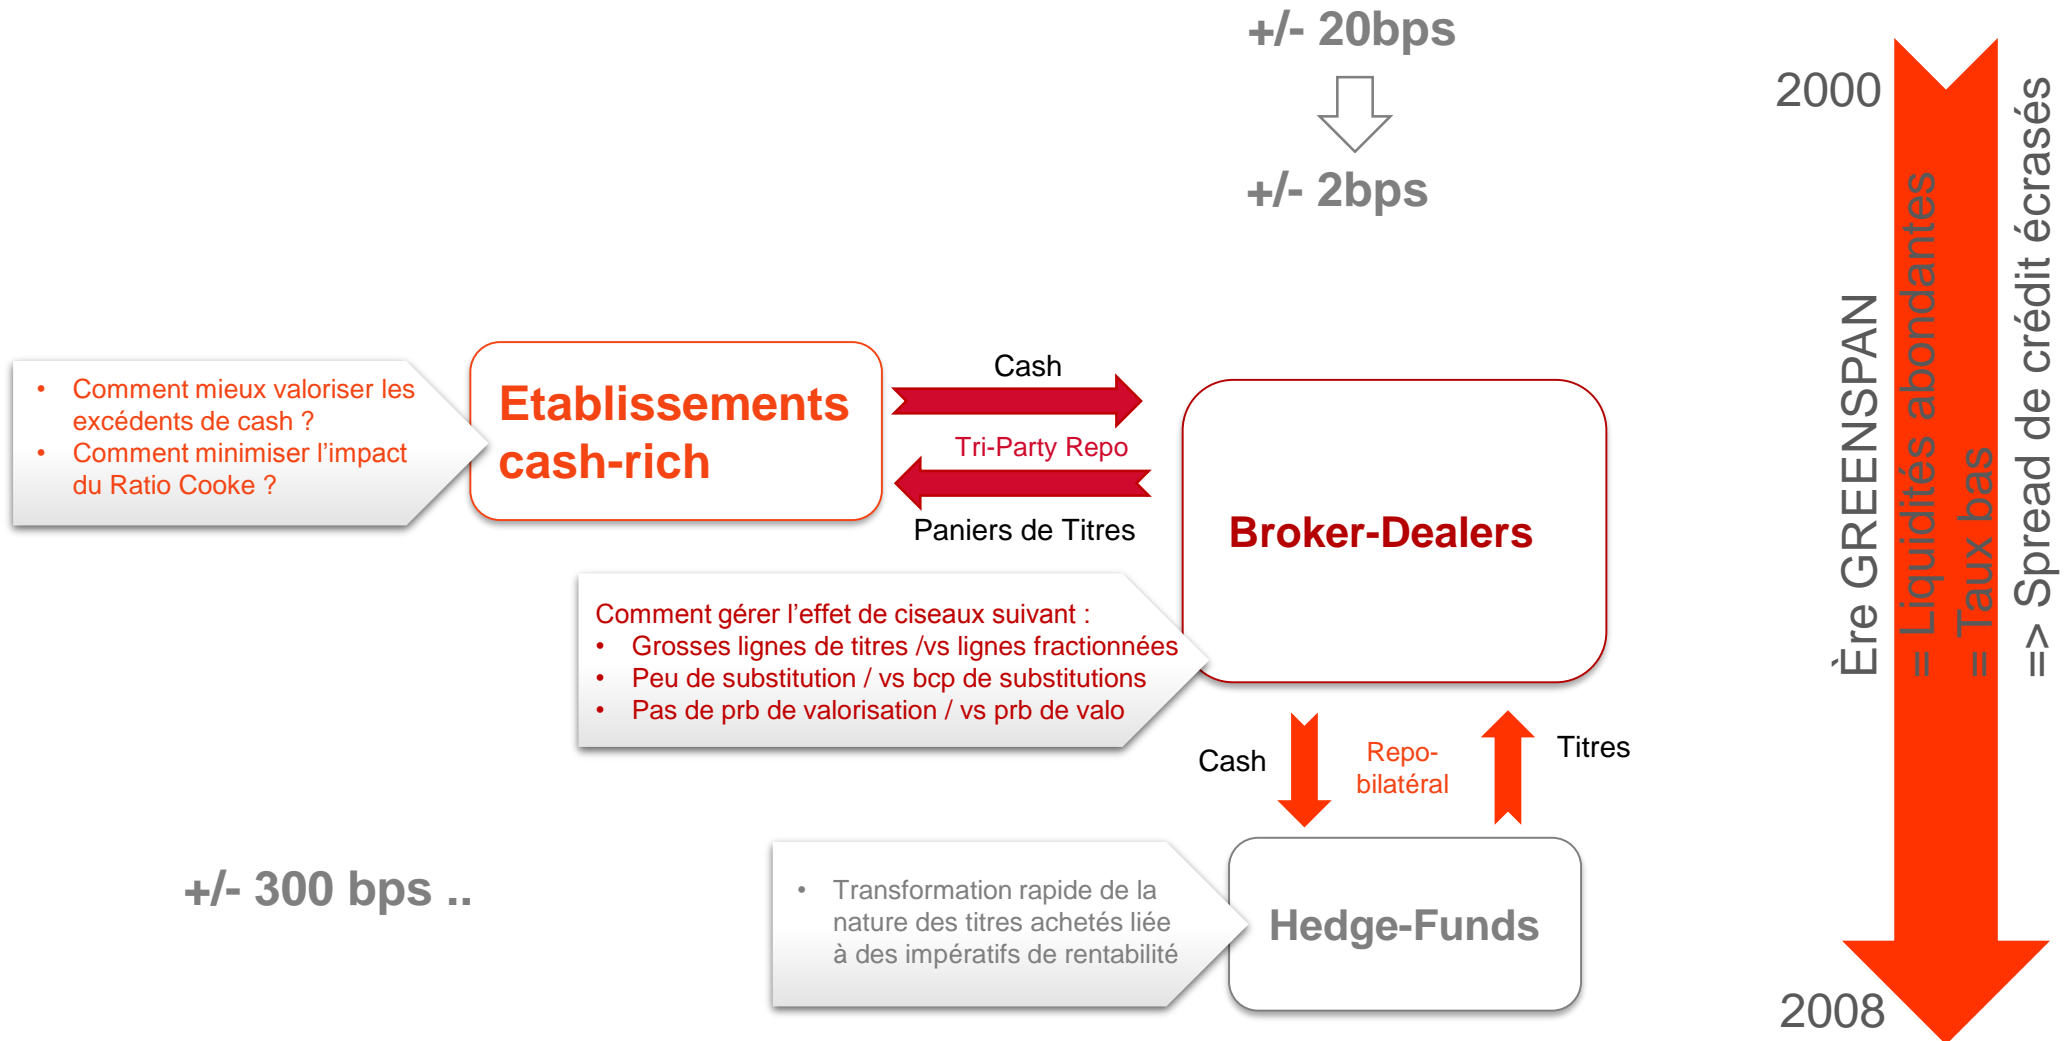 +/- 20bps
+/- 2bps
2000
Ère GREENSPAN
= Liquidités abondantes
= Taux bas
=> Spread de crédit écrasés
• Comment mieux valoriser les
excédents de cash ?
• Comment minimiser l’impact
du Ratio Cooke ?
Etablissements
cash-rich
Cash
Tri-Party Repo
Paniers de Titres
Broker-Dealers
Comment gérer l’effet de ciseaux suivant :
• Grosses lignes de titres /vs lignes fractionnées
• Peu de substitution / vs bcp de substitutions
• Pas de prb de valorisation / vs prb de valo
Cash
Repo-
bilatéral
Titres
+/- 300 bps ..
• Transformation rapide de la
nature des titres achetés liée
à des impératifs de rentabilité
Hedge-Funds
2008